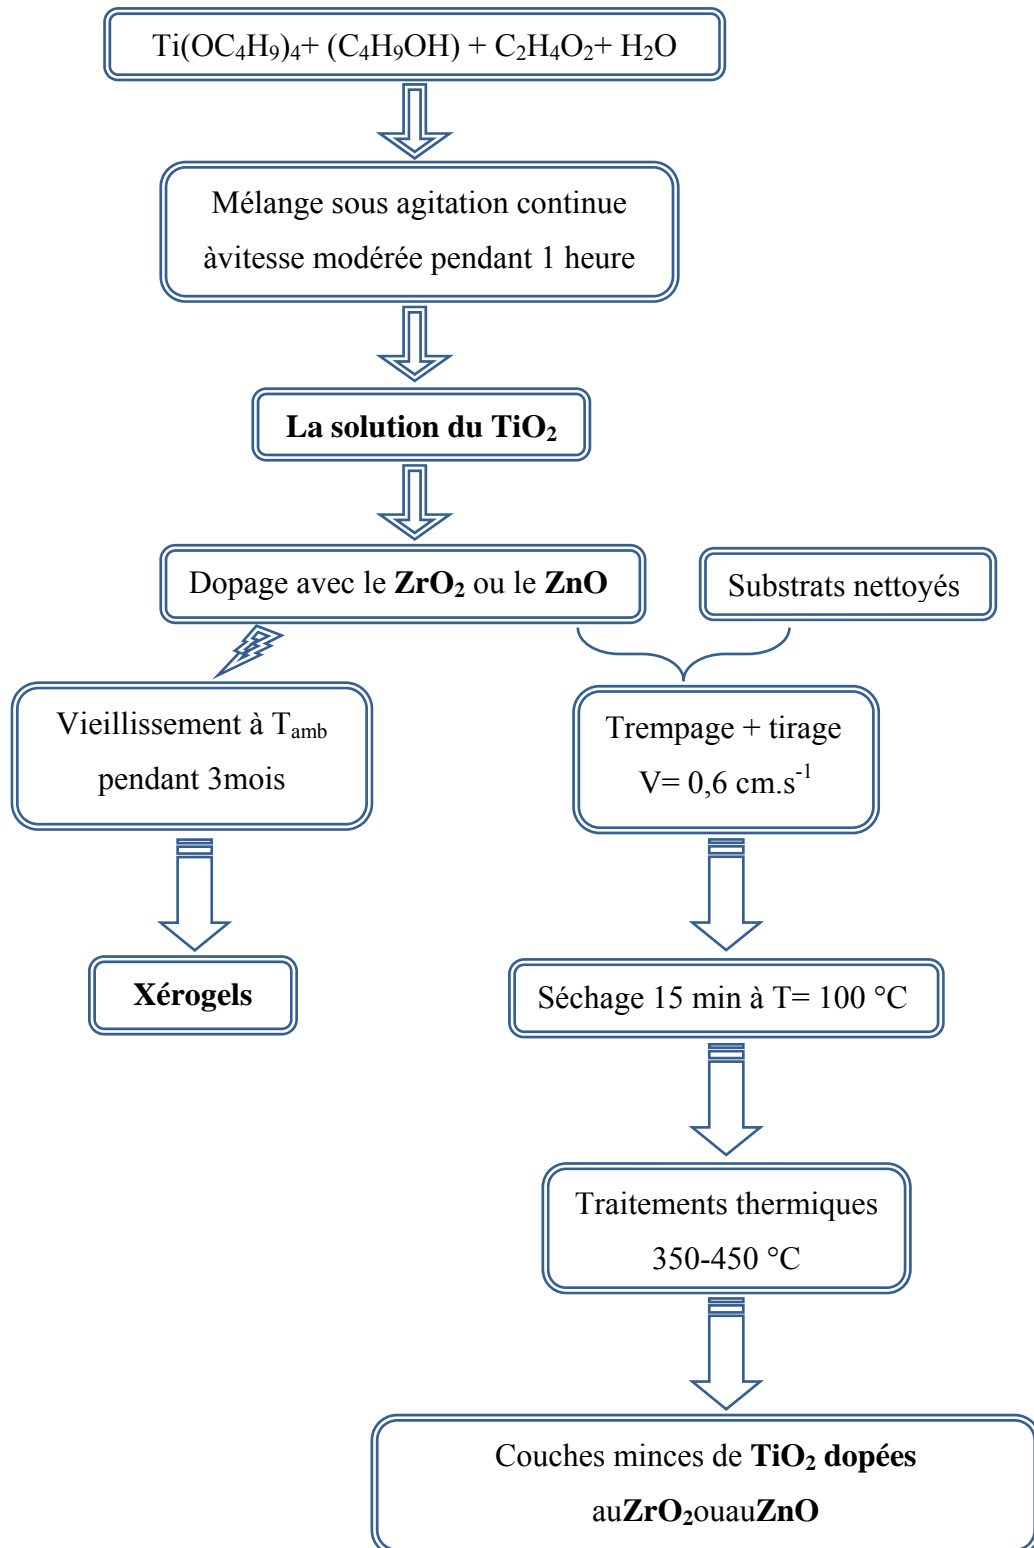 Ti(OC₄H₉)₄+ (C₄H₉OH) + C₂H₄O₂+ H₂O
Mélange sous agitation continue
àvitesse modérée pendant 1 heure
La solution du TiO₂
Dopage avec le ZrO₂ ou le ZnO
Substrats nettoyés
Vieillissement à Tamb
pendant 3mois
Trempage + tirage
V= 0,6 cm.s⁻¹
Xérogels
Séchage 15 min à T= 100 °C
Traitements thermiques
350-450 °C
Couches minces de TiO₂ dopées
auZrO₂ouauZnO